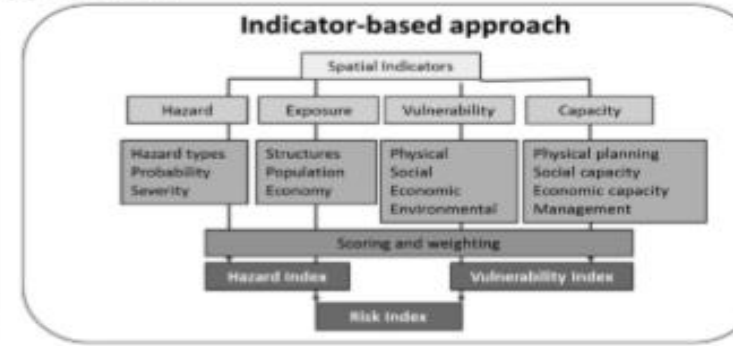 Indicator-based approach
Spatial Indicators
Hazard
Exposure
Vulnerability
Capacity
Hazard types
Probability
Severity
Structures
Population
Economy
Physical
Social
Economic
Environmental
Physical planning
Social capacity
Economic capacity
Management
Scoring and weighting
Hazard Index
Vulnerability Index
Risk Index